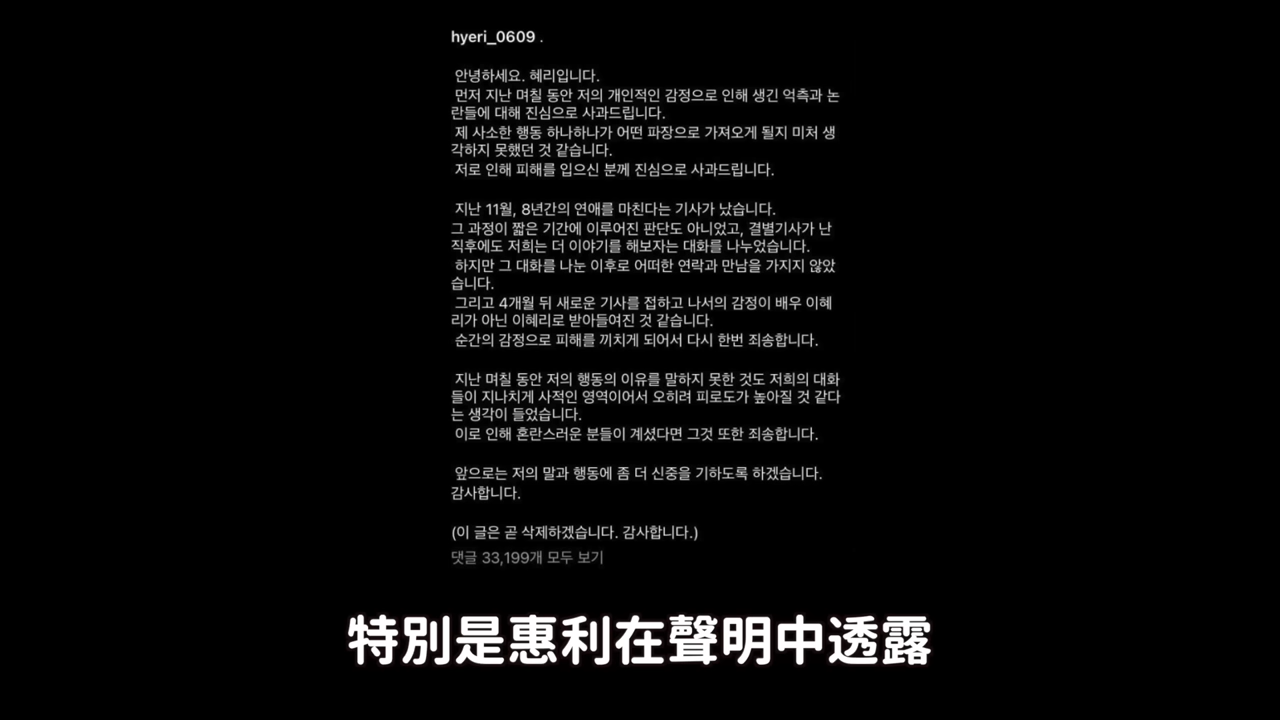 hyeri_0609 .
안녕하세요. 혜리입니다.
먼저 지난 며칠 동안 저의 개인적인 감정으로 인해 생긴 억측과 논
란들에 대해 진심으로 사과드립니다.
제 사소한 행동 하나하나가 어떤 파장으로 가져오게 될지 미처 생
각하지 못했던 것 같습니다.
저로 인해 피해를 입으신 분께 진심으로 사과드립니다.
지난 11월, 8년간의 연애를 마친다는 기사가 났습니다.
그 과정이 짧은 기간에 이루어진 판단도 아니었고, 결별기사가 난
직후에도 저희는 더 이야기를 해보자는 대화를 나누었습니다.
하지만 그 대화를 나눈 이후로 어떠한 연락과 만남을 가지지 않았
습니다.
그리고 4개월 뒤 새로운 기사를 접하고 나서의 감정이 배우 이혜
리가 아닌 이혜리로 받아들여진 것 같습니다.
순간의 감정으로 피해를 끼치게 되어서 다시 한번 죄송합니다.
지난 며칠 동안 저의 행동의 이유를 말하지 못한 것도 저희의 대화
들이 지나치게 사적인 영역이어서 오히려 피로도가 높아질 것 같다
는 생각이 들었습니다.
이로 인해 혼란스러운 분들이 계셨다면 그것 또한 죄송합니다.
앞으로는 저의 말과 행동에 좀 더 신중을 기하도록 하겠습니다.
감사합니다.
(이 글은 곧 삭제하겠습니다. 감사합니다.)
댓글 33,199개 모두 보기
特別是惠利在聲明中透露